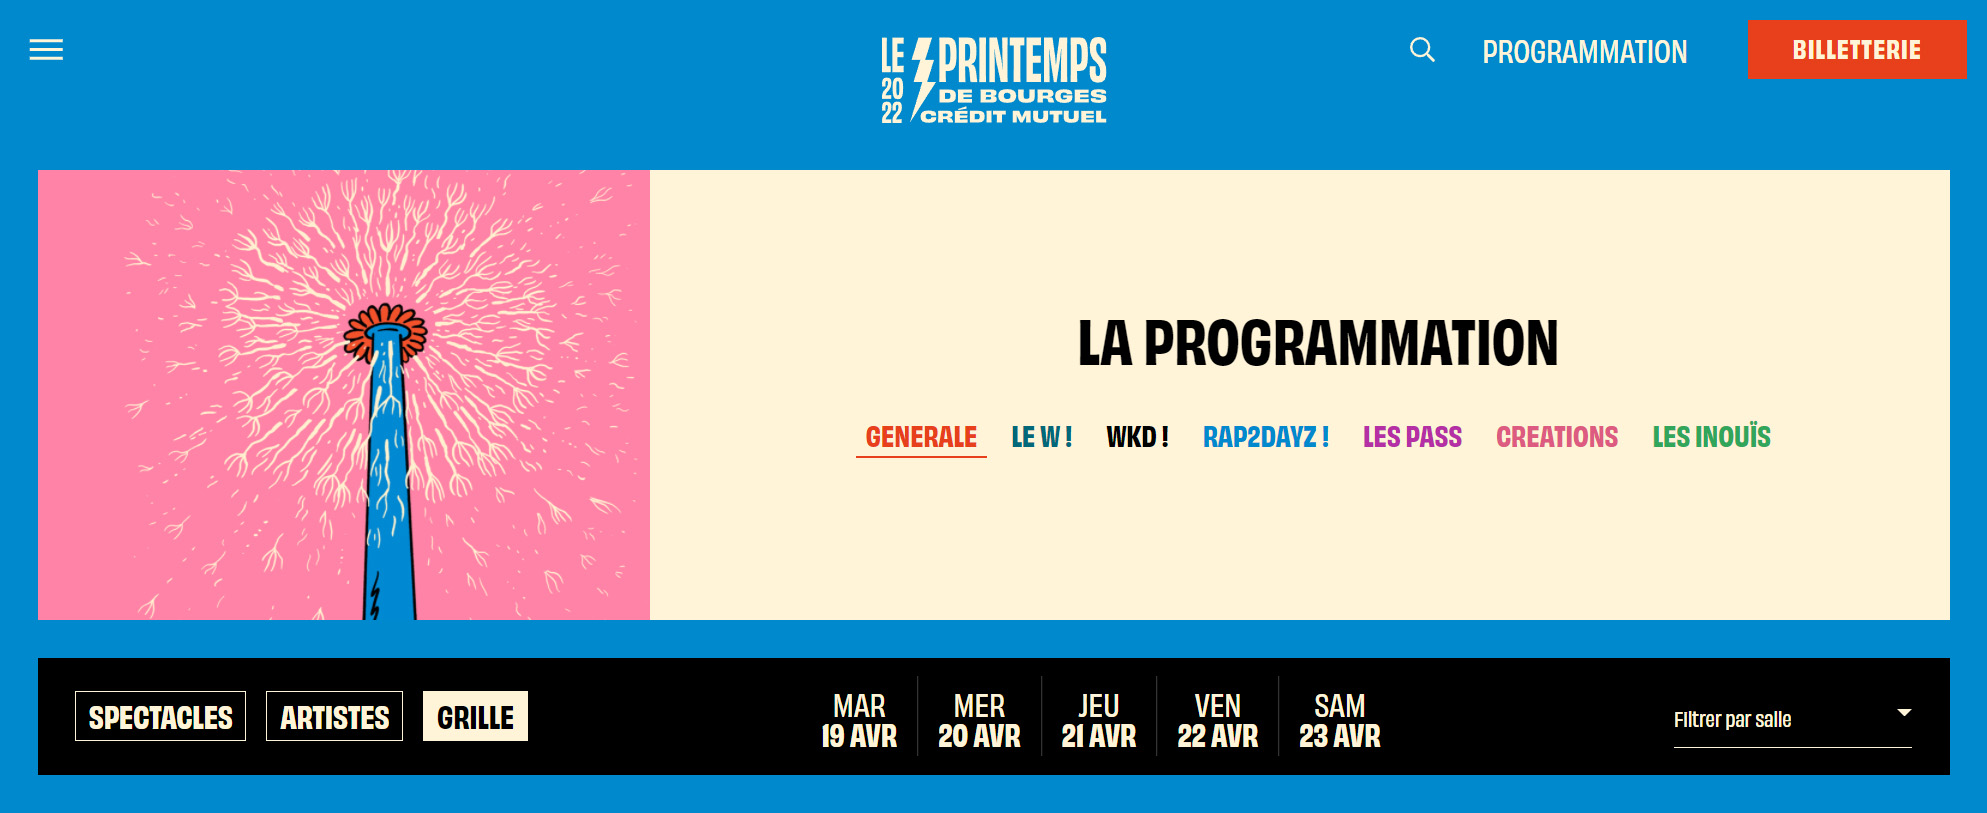 LE PRINTEMPS
2022
DE BOURGES
CRÉDIT MUTUEL
PROGRAMMATION
BILLETTERIE
LA PROGRAMMATION
GENERALE LE W ! WKD ! RAP2DAYZ ! LES PASS CREATIONS LES INOUÏS
SPECTACLES ARTISTES GRILLE
MAR
19 AVR
MER
20 AVR
JEU
21 AVR
VEN
22 AVR
SAM
23 AVR
FIltrer par salle